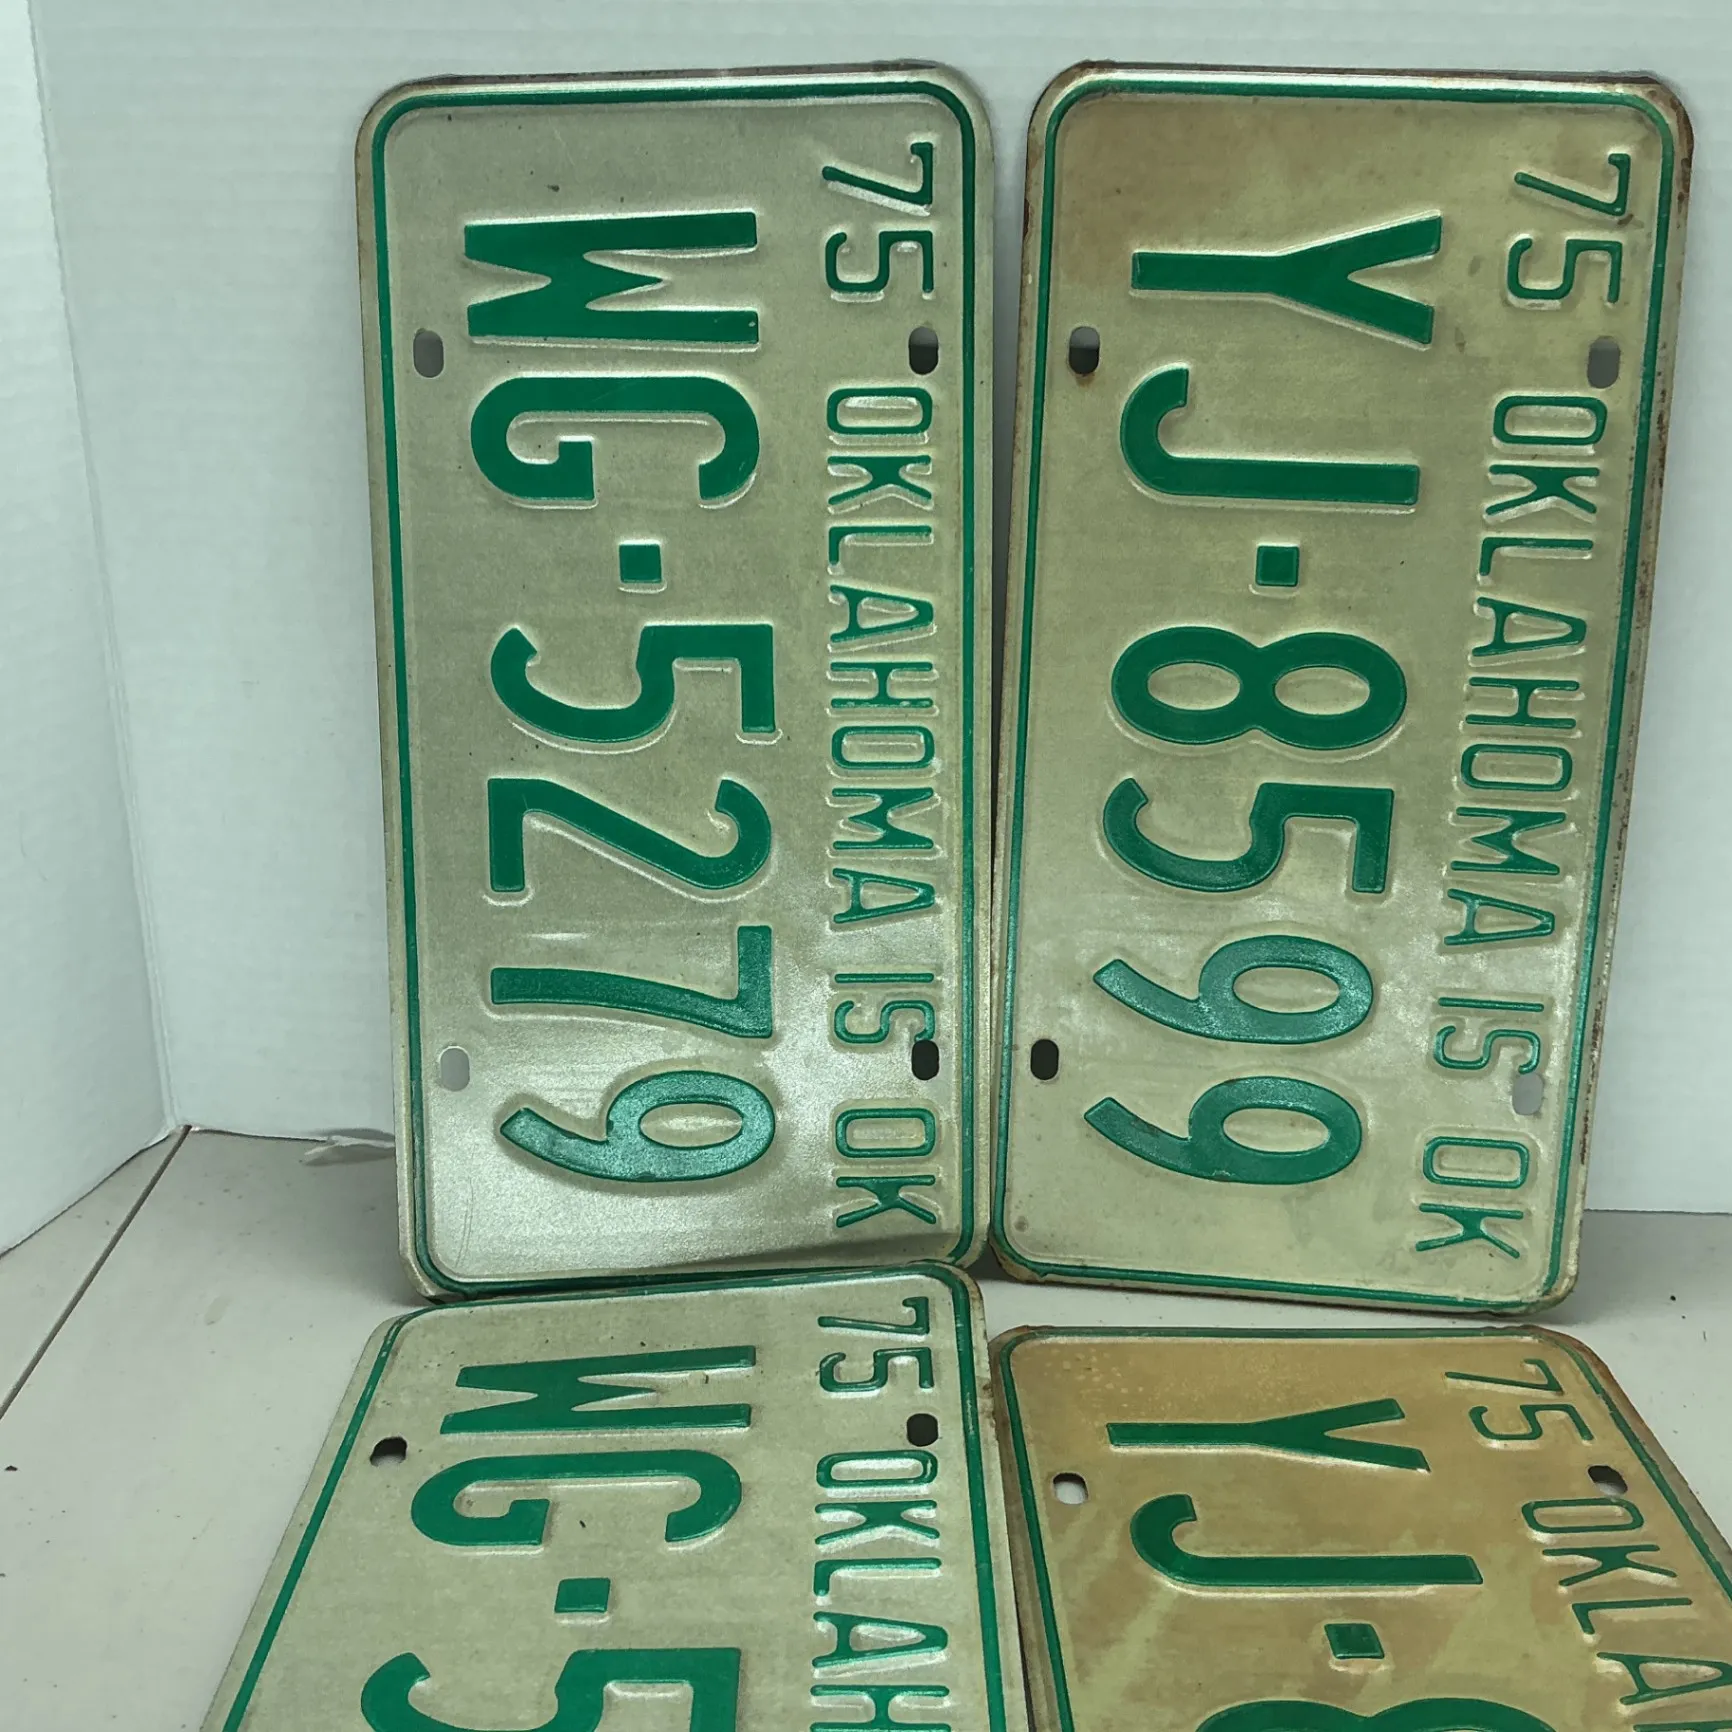 75 OKLAHOMA IS OK
WG·5279
75 OKLAHOMA IS OK
YJ·8599
75 OKLAH
WG·5
75 OKLA
YJ·8